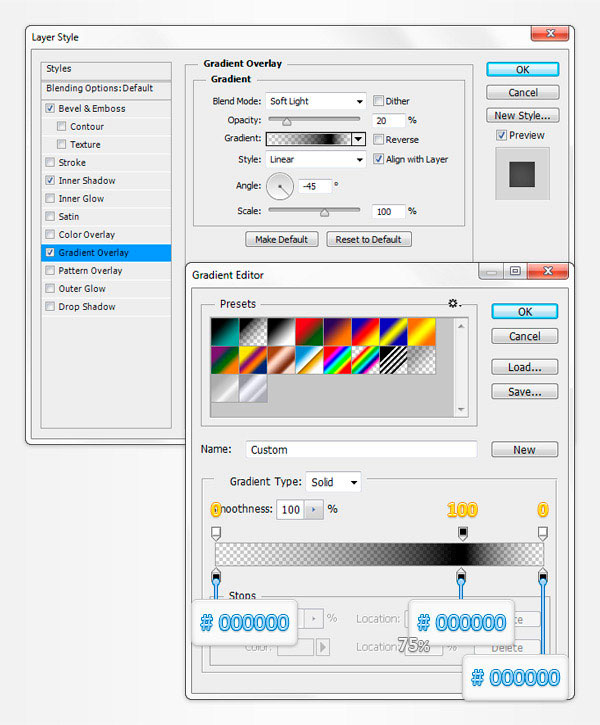 Layer Style
Styles
Blending Options:Default
Bevel & Emboss
Contour
Texture
Stroke
Inner Shadow
Inner Glow
Satin
Color Overlay
Gradient Overlay
Pattern Overlay
Outer Glow
Drop Shadow
Gradient Overlay
Gradient
Blend Mode: Soft Light Dither
Opacity: 20 %
Gradient: Reverse
Style: Linear Align with Layer
Angle: -45 °
Scale: 100 %
Make Default Reset to Default
OK
Cancel
New Style...
Preview
Gradient Editor
Presets
OK
Cancel
Load...
Save...
Name: Custom New
Gradient Type: Solid
0 moothness: 100 % 100 0
Stops
% Location:
# 000000 # 000000
Color: Location 75% % Delete
# 000000